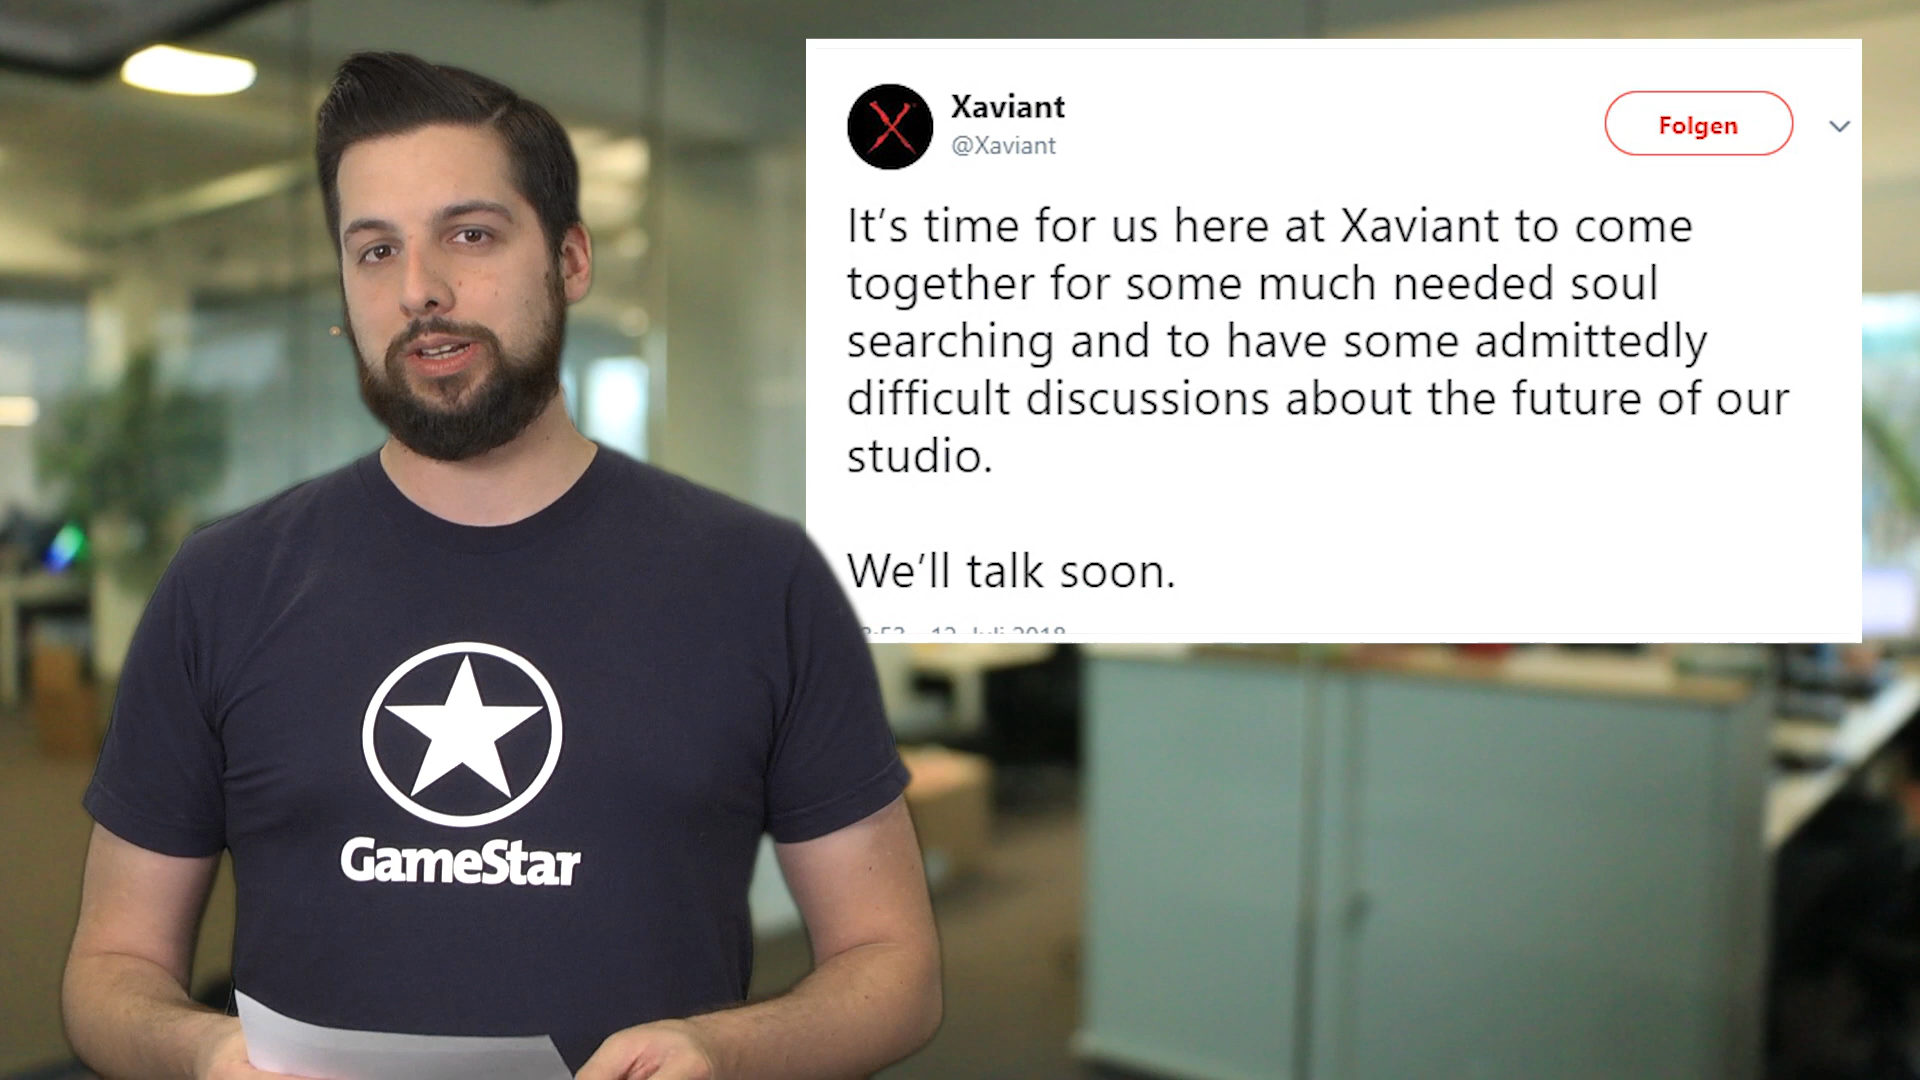 Xaviant
@Xaviant
Folgen
It’s time for us here at Xaviant to come
together for some much needed soul
searching and to have some admittedly
difficult discussions about the future of our
studio.
We’ll talk soon.
GameStar